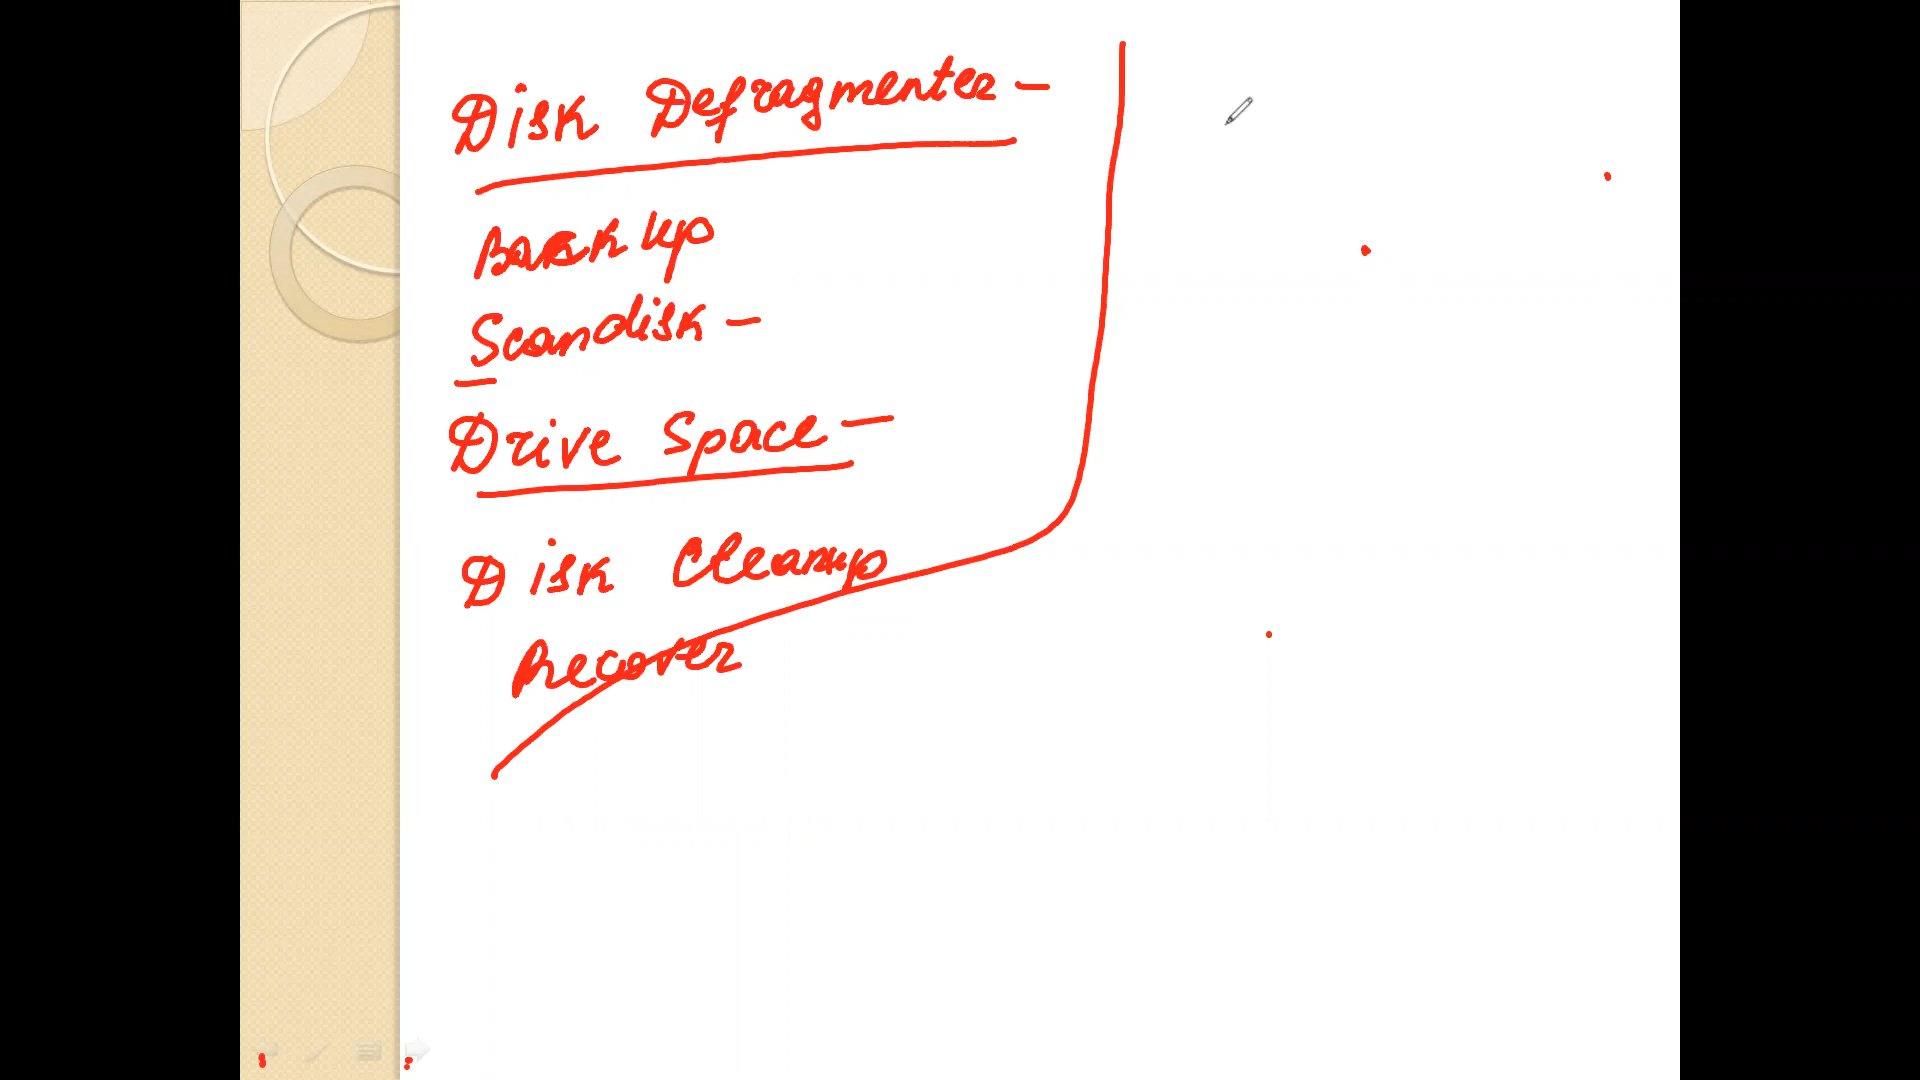 Disk Defragmenter -
Backup
Scandisk -
Drive Space -
Disk Cleanup
Recover